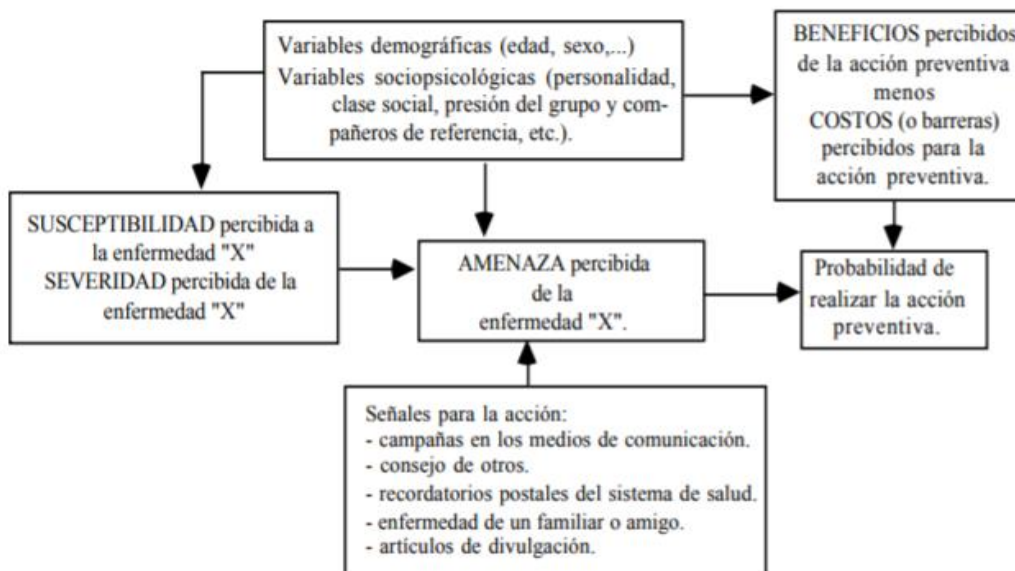 Variables demográficas (edad, sexo,...)
Variables sociopsicológicas (personalidad,
clase social, presión del grupo y com-
pañeros de referencia, etc.).
BENEFICIOS percibidos
de la acción preventiva
menos
COSTOS (o barreras)
percibidos para la
acción preventiva.
SUSCEPTIBILIDAD percibida a
la enfermedad "X"
SEVERIDAD percibida de la
enfermedad "X"
AMENAZA percibida
de la
enfermedad "X".
Probabilidad de
realizar la acción
preventiva.
Señales para la acción:
- campañas en los medios de comunicación.
- consejo de otros.
- recordatorios postales del sistema de salud.
- enfermedad de un familiar o amigo.
- artículos de divulgación.